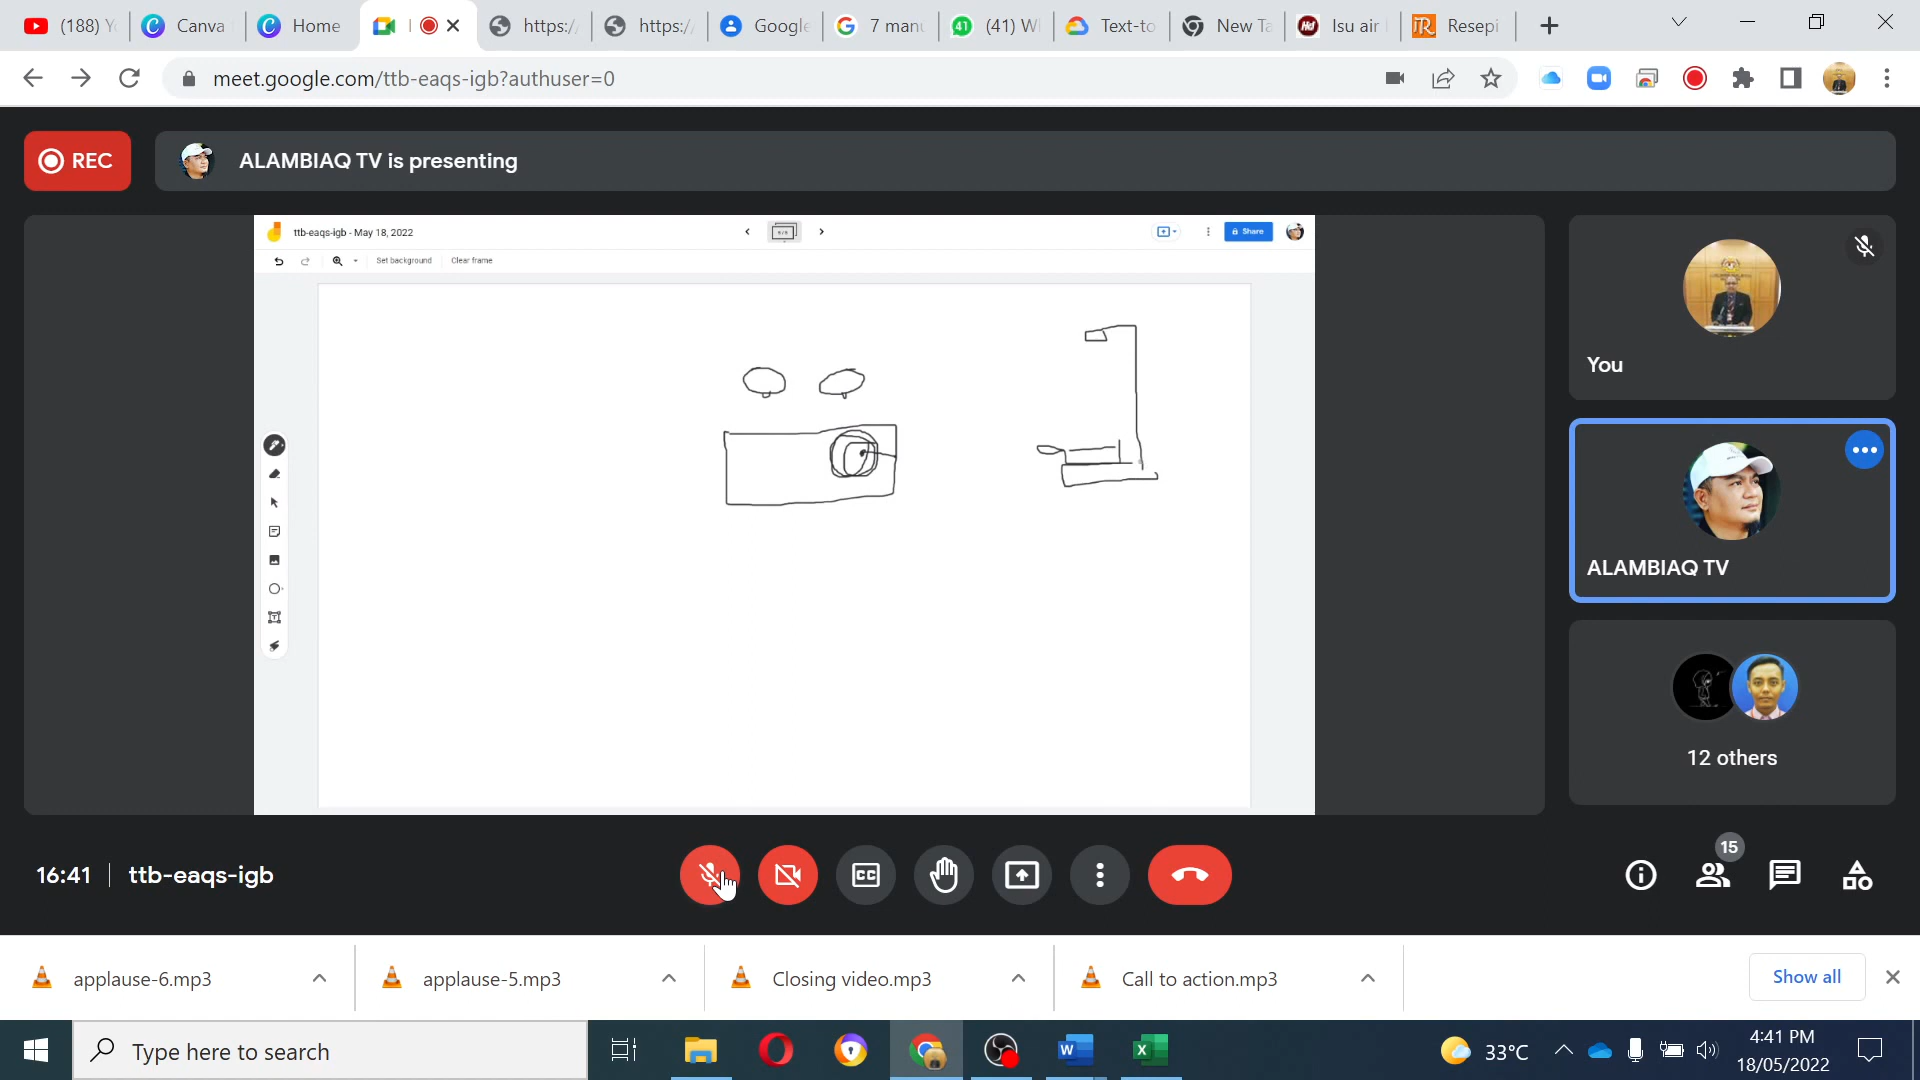 (188) Y
Canva
Home
https:/
https:/
Google
7 man
(41) W
Text-to
New Ta
Isu air
Resepi
meet.google.com/ttb-eaqs-igb?authuser=0
REC
ALAMBIAQ TV is presenting
ttb-eaqs-igb - May 18, 2022
Share
Set background
Clear frame
You
ALAMBIAQ TV
12 others
16:41
ttb-eaqs-igb
CC
15
applause-6.mp3
applause-5.mp3
Closing video.mp3
Call to action.mp3
Show all
Type here to search
33°C
4:41 PM
18/05/2022